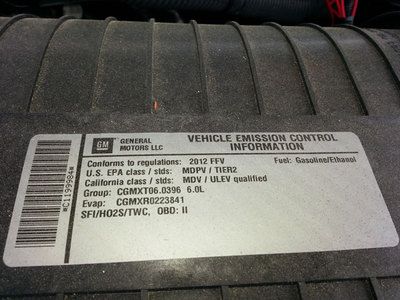 GM
GENERAL MOTORS LLC
VEHICLE EMISSION CONTROL INFORMATION
Conforms to regulations: 2012 FFV Fuel: Gasoline/Ethanol
U.S. EPA class / stds: MDPV / TIER2
California class / stds: MDV / ULEV qualified
Group: CGMXT06.0396 6.0L
Evap: CGMXR0223841
SFI/HO2S/TWC, OBD: II
*C1199984*